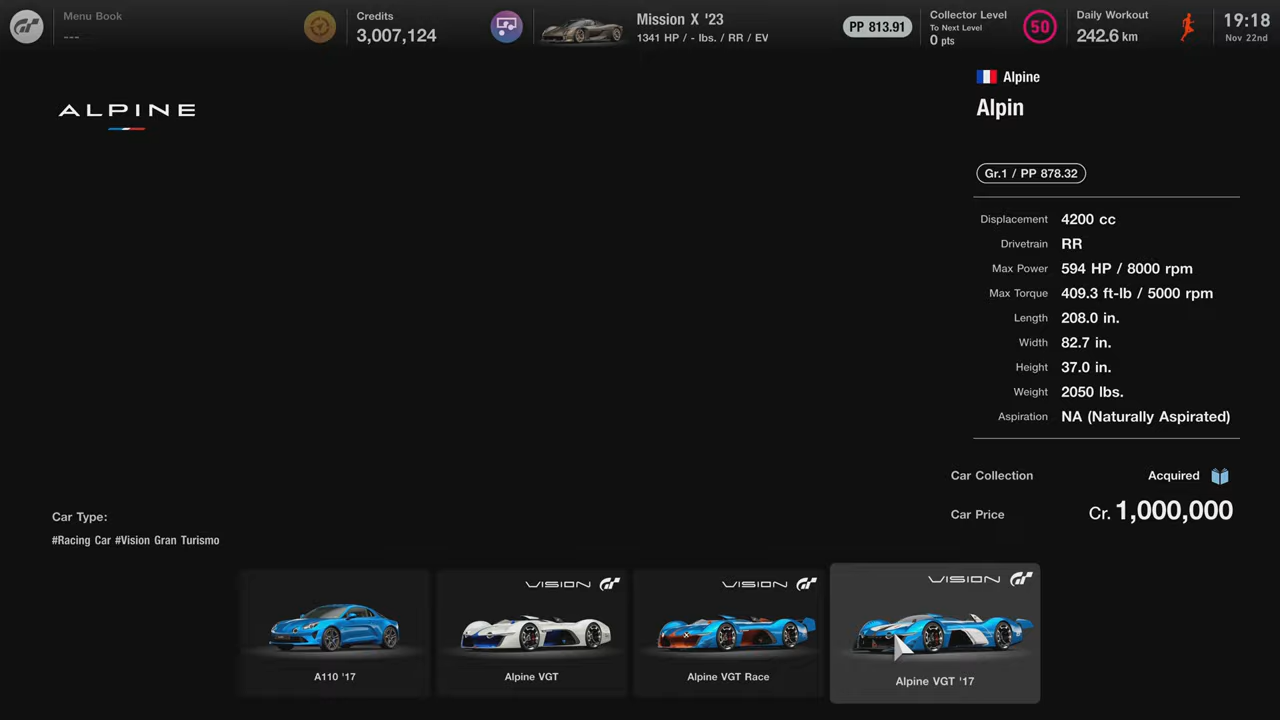 Menu Book
---
Credits
3,007,124
Mission X '23
1341 HP / - lbs. / RR / EV
PP 813.91
Collector Level
To Next Level
0 pts
50
Daily Workout
242.6 km
19:18
Nov 22nd
ALPINE
Alpine
Alpin
Gr.1 / PP 878.32
Displacement 4200 cc
Drivetrain RR
Max Power 594 HP / 8000 rpm
Max Torque 409.3 ft-lb / 5000 rpm
Length 208.0 in.
Width 82.7 in.
Height 37.0 in.
Weight 2050 lbs.
Aspiration NA (Naturally Aspirated)
Car Collection Acquired
Car Price Cr. 1,000,000
Car Type:
#Racing Car #Vision Gran Turismo
VISION GT
VISION GT
VISION GT
A110 '17
Alpine VGT
Alpine VGT Race
Alpine VGT '17